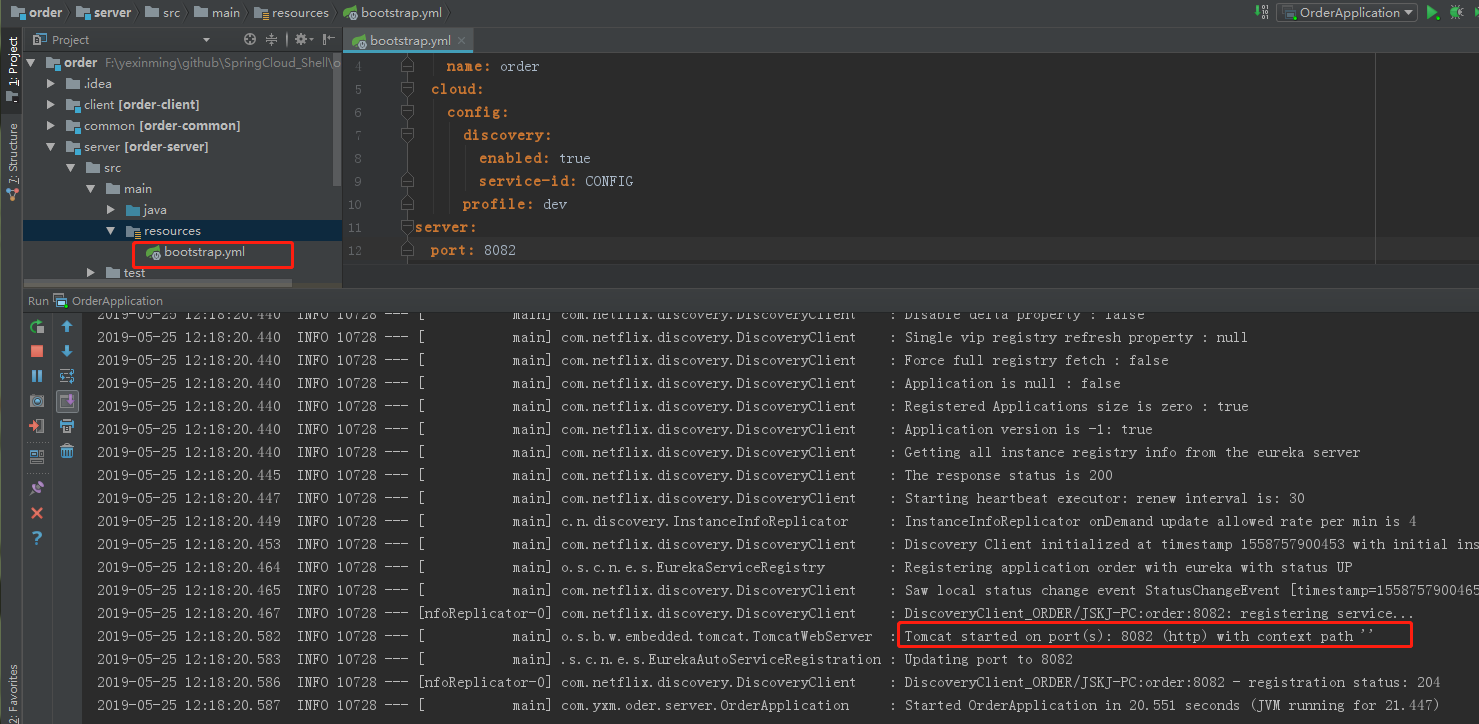 order server src main resources bootstrap.yml
OrderApplication
1: Project
7: Structure
2: Favorites
Project
order F:\yexinming\github\SpringCloud_Shell\o
.idea
client [order-client]
common [order-common]
server [order-server]
src
main
java
resources
bootstrap.yml
test
bootstrap.yml
4 name: order
5 cloud:
6 config:
7 discovery:
8 enabled: true
9 service-id: CONFIG
10 profile: dev
11 server:
12 port: 8082
Run OrderApplication
2019-05-25 12:18:20.440 INFO 10728 --- [ main] com.netflix.discovery.DiscoveryClient : Disable delta property : false
2019-05-25 12:18:20.440 INFO 10728 --- [ main] com.netflix.discovery.DiscoveryClient : Single vip registry refresh property : null
2019-05-25 12:18:20.440 INFO 10728 --- [ main] com.netflix.discovery.DiscoveryClient : Force full registry fetch : false
2019-05-25 12:18:20.440 INFO 10728 --- [ main] com.netflix.discovery.DiscoveryClient : Application is null : false
2019-05-25 12:18:20.440 INFO 10728 --- [ main] com.netflix.discovery.DiscoveryClient : Registered Applications size is zero : true
2019-05-25 12:18:20.440 INFO 10728 --- [ main] com.netflix.discovery.DiscoveryClient : Application version is -1: true
2019-05-25 12:18:20.440 INFO 10728 --- [ main] com.netflix.discovery.DiscoveryClient : Getting all instance registry info from the eureka server
2019-05-25 12:18:20.445 INFO 10728 --- [ main] com.netflix.discovery.DiscoveryClient : The response status is 200
2019-05-25 12:18:20.447 INFO 10728 --- [ main] com.netflix.discovery.DiscoveryClient : Starting heartbeat executor: renew interval is: 30
2019-05-25 12:18:20.449 INFO 10728 --- [ main] c.n.discovery.InstanceInfoReplicator : InstanceInfoReplicator onDemand update allowed rate per min is 4
2019-05-25 12:18:20.453 INFO 10728 --- [ main] com.netflix.discovery.DiscoveryClient : Discovery Client initialized at timestamp 1558757900453 with initial ins
2019-05-25 12:18:20.464 INFO 10728 --- [ main] o.s.c.n.e.s.EurekaServiceRegistry : Registering application order with eureka with status UP
2019-05-25 12:18:20.465 INFO 10728 --- [ main] com.netflix.discovery.DiscoveryClient : Saw local status change event StatusChangeEvent [timestamp=1558757900465
2019-05-25 12:18:20.467 INFO 10728 --- [nfoReplicator-0] com.netflix.discovery.DiscoveryClient : DiscoveryClient_ORDER/JSKJ-PC:order:8082: registering service...
2019-05-25 12:18:20.582 INFO 10728 --- [ main] o.s.b.w.embedded.tomcat.TomcatWebServer : Tomcat started on port(s): 8082 (http) with context path ''
2019-05-25 12:18:20.583 INFO 10728 --- [ main] .s.c.n.e.s.EurekaAutoServiceRegistration : Updating port to 8082
2019-05-25 12:18:20.586 INFO 10728 --- [nfoReplicator-0] com.netflix.discovery.DiscoveryClient : DiscoveryClient_ORDER/JSKJ-PC:order:8082 - registration status: 204
2019-05-25 12:18:20.587 INFO 10728 --- [ main] com.yxm.oder.server.OrderApplication : Started OrderApplication in 20.551 seconds (JVM running for 21.447)